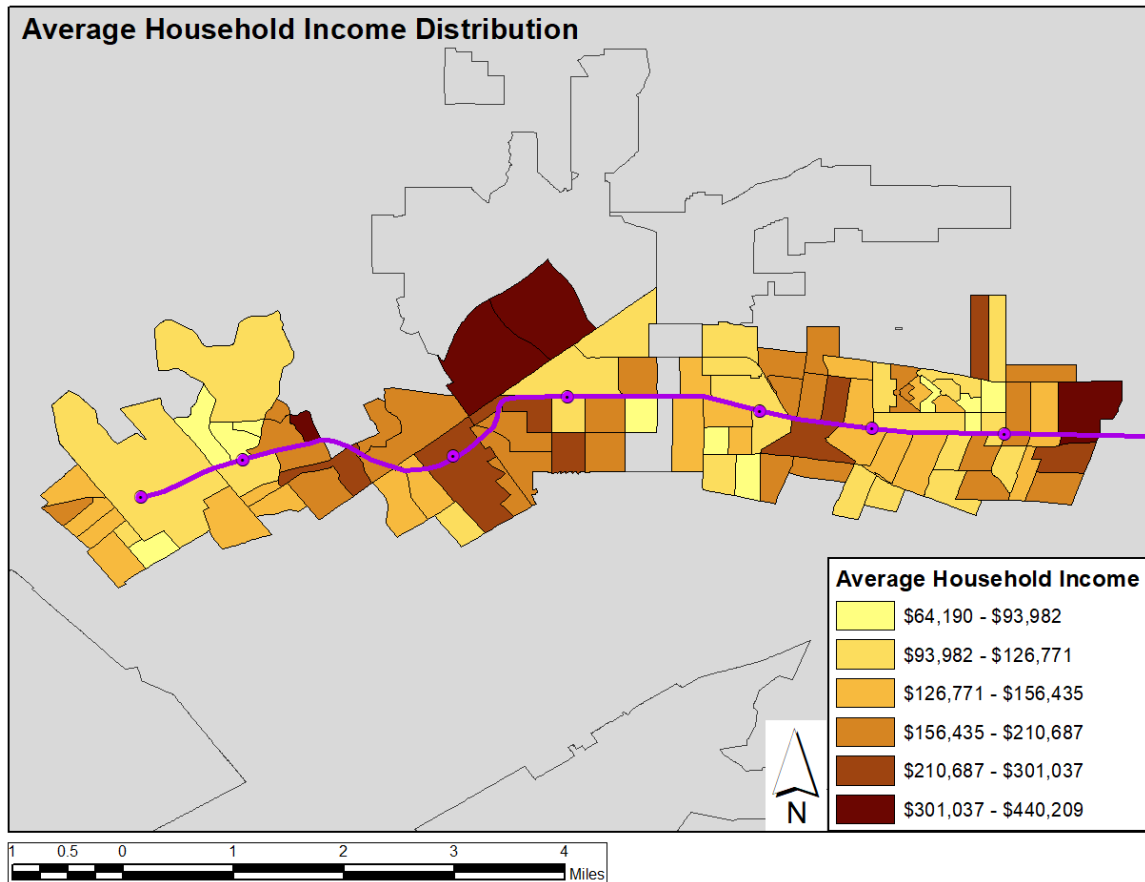 Average Household Income Distribution
Average Household Income
$64,190 - $93,982
$93,982 - $126,771
$126,771 - $156,435
$156,435 - $210,687
$210,687 - $301,037
$301,037 - $440,209
N
1 0.5 0 1 2 3 4
Miles